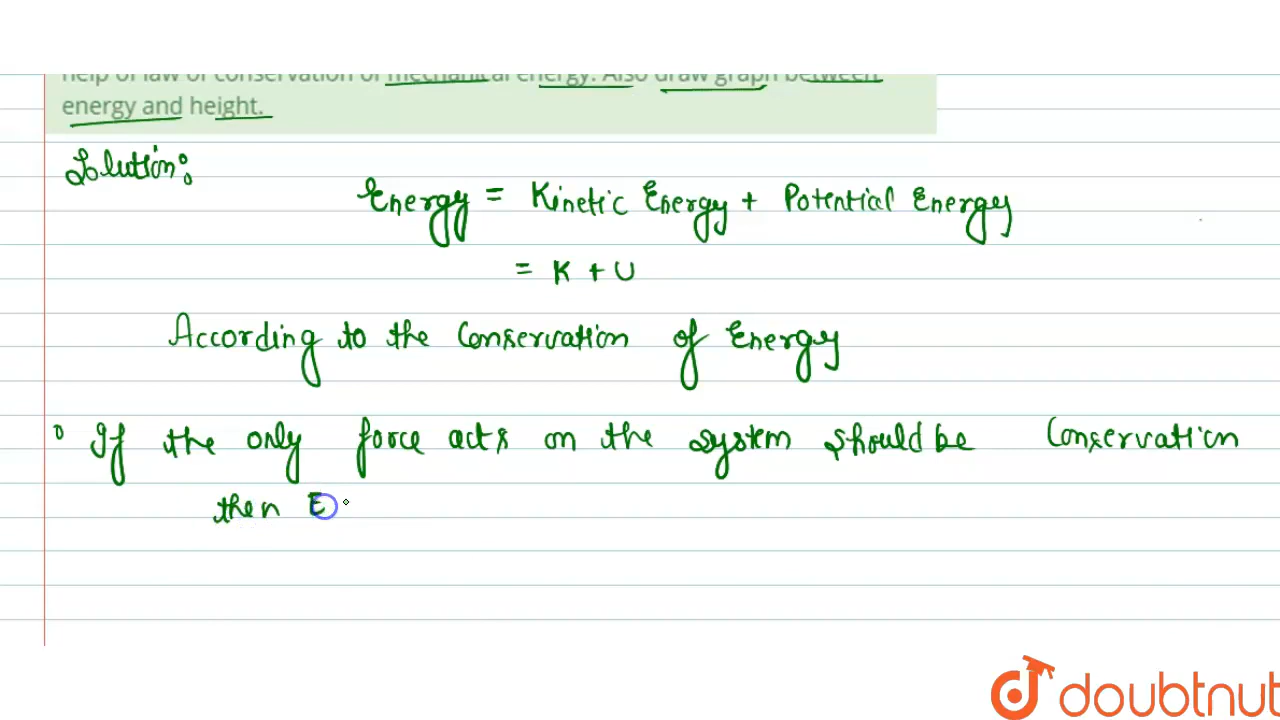 help of law of conservation of mechanical energy. Also draw graph between
energy and height.
Solution:
Energy = Kinetic Energy + Potential Energy
= K + U
According to the Conservation of Energy
If the only force acts on the system should be Conservation
then E
doubtnut